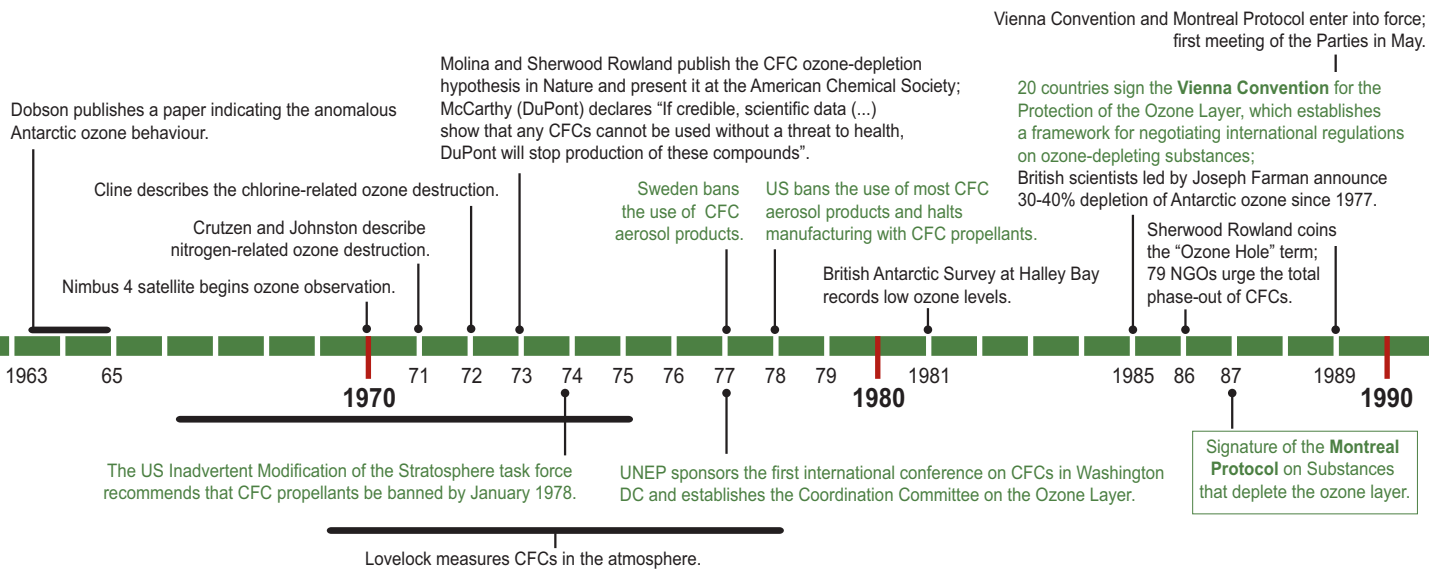 Vienna Convention and Montreal Protocol enter into force;
first meeting of the Parties in May.
Molina and Sherwood Rowland publish the CFC ozone-depletion
hypothesis in Nature and present it at the American Chemical Society;
McCarthy (DuPont) declares “If credible, scientific data (...)
show that any CFCs cannot be used without a threat to health,
DuPont will stop production of these compounds”.
20 countries sign the Vienna Convention for the
Protection of the Ozone Layer, which establishes
a framework for negotiating international regulations
on ozone-depleting substances;
British scientists led by Joseph Farman announce
30-40% depletion of Antarctic ozone since 1977.
Dobson publishes a paper indicating the anomalous
Antarctic ozone behaviour.
Cline describes the chlorine-related ozone destruction.
Sweden bans
the use of CFC
aerosol products.
US bans the use of most CFC
aerosol products and halts
manufacturing with CFC propellants.
Crutzen and Johnston describe
nitrogen-related ozone destruction.
Sherwood Rowland coins
the “Ozone Hole” term;
79 NGOs urge the total
phase-out of CFCs.
Nimbus 4 satellite begins ozone observation.
British Antarctic Survey at Halley Bay
records low ozone levels.
1963 65 1970 71 72 73 74 75 76 77 78 79 1980 1981 1985 86 87 1989 1990
The US Inadvertent Modification of the Stratosphere task force
recommends that CFC propellants be banned by January 1978.
UNEP sponsors the first international conference on CFCs in Washington
DC and establishes the Coordination Committee on the Ozone Layer.
Signature of the Montreal
Protocol on Substances
that deplete the ozone layer.
Lovelock measures CFCs in the atmosphere.